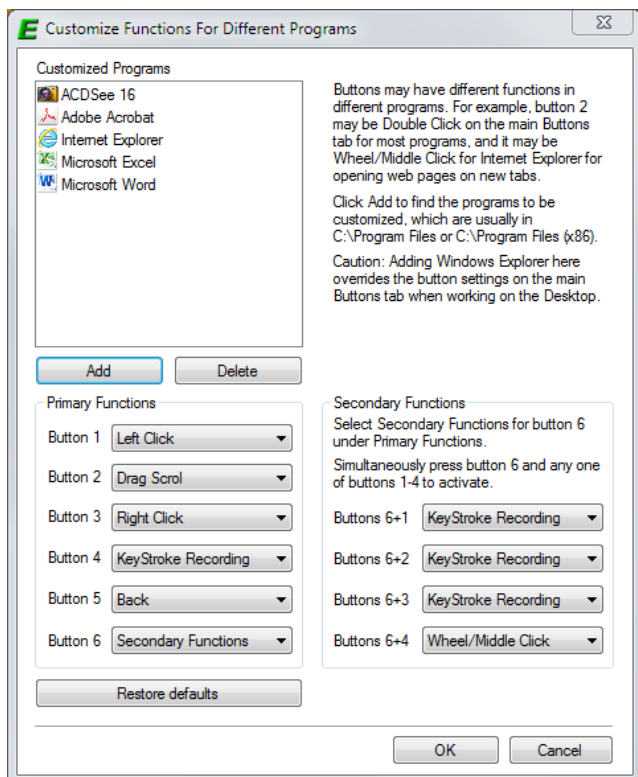 E Customize Functions For Different Programs
Customized Programs
ACDSee 16
Adobe Acrobat
Internet Explorer
Microsoft Excel
Microsoft Word
Buttons may have different functions in
different programs. For example, button 2
may be Double Click on the main Buttons
tab for most programs, and it may be
Wheel/Middle Click for Internet Explorer for
opening web pages on new tabs.
Click Add to find the programs to be
customized, which are usually in
C:\Program Files or C:\Program Files (x86).
Caution: Adding Windows Explorer here
overrides the button settings on the main
Buttons tab when working on the Desktop.
Add
Delete
Primary Functions
Button 1 Left Click
Button 2 Drag Scrol
Button 3 Right Click
Button 4 KeyStroke Recording
Button 5 Back
Button 6 Secondary Functions
Secondary Functions
Select Secondary Functions for button 6
under Primary Functions.
Simultaneously press button 6 and any one
of buttons 1-4 to activate.
Buttons 6+1 KeyStroke Recording
Buttons 6+2 KeyStroke Recording
Buttons 6+3 KeyStroke Recording
Buttons 6+4 Wheel/Middle Click
Restore defaults
OK
Cancel